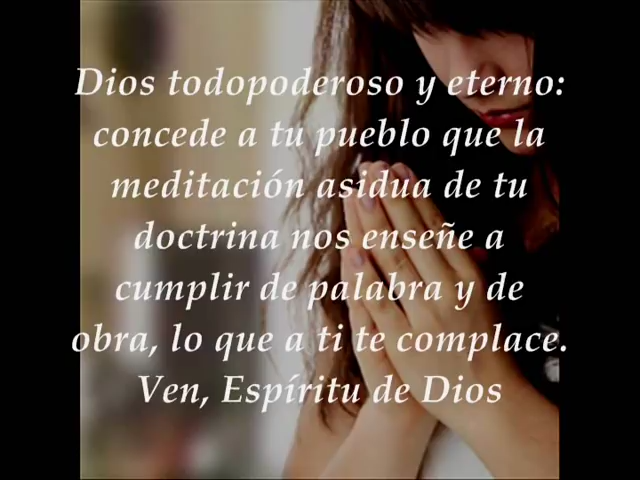 Dios todopoderoso y eterno:
concede a tu pueblo que la
meditación asidua de tu
doctrina nos enseñe a
cumplir de palabra y de
obra, lo que a ti te complace.
Ven, Espíritu de Dios